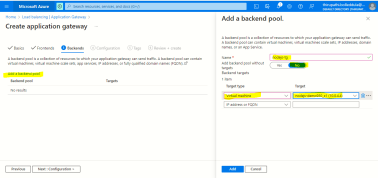 Microsoft Azure
Search resources, services, and docs (G+/)
Home > Load balancing | Application Gateway >
Create application gateway
Basics
Frontends
Backends
Configuration
Tags
Review + create
A backend pool is a collection of resources to which your application gateway can send traffic. A backend pool can contain
virtual machines, virtual machine scale sets, app services, IP addresses, or fully qualified domain names (FQDN).
Add a backend pool
Backend pool
Targets
No results
Previous
Next : Configuration >
Add a backend pool.
A backend pool is a collection of resources to which your application gateway can send traffic.
A backend pool can contain virtual machines, virtual machine scale sets, IP addresses, domain
names, or an App Service.
Name *
Add backend pool without
targets
Yes
No
Backend targets
1 item
Target type
Target
Virtual machine
IP address or FQDN
Add
Cancel